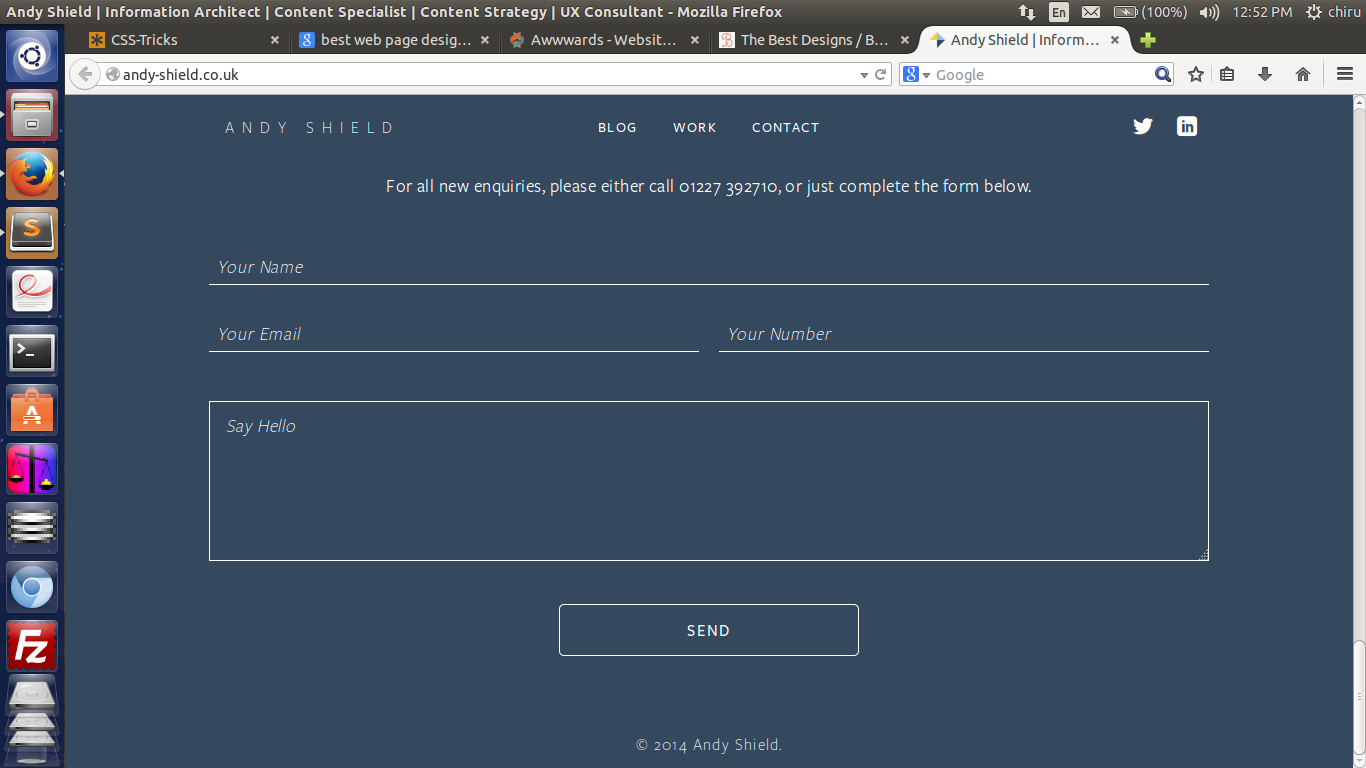 Andy Shield | Information Architect | Content Specialist | Content Strategy | UX Consultant - Mozilla Firefox
En (100%) 12:52 PM chiru
CSS-Tricks
best web page desig...
Awwwards - Websit...
The Best Designs / B...
Andy Shield | Inform...
andy-shield.co.uk
Google
ANDY SHIELD
BLOG WORK CONTACT
For all new enquiries, please either call 01227 392710, or just complete the form below.
Your Name
Your Email
Your Number
Say Hello
SEND
© 2014 Andy Shield.